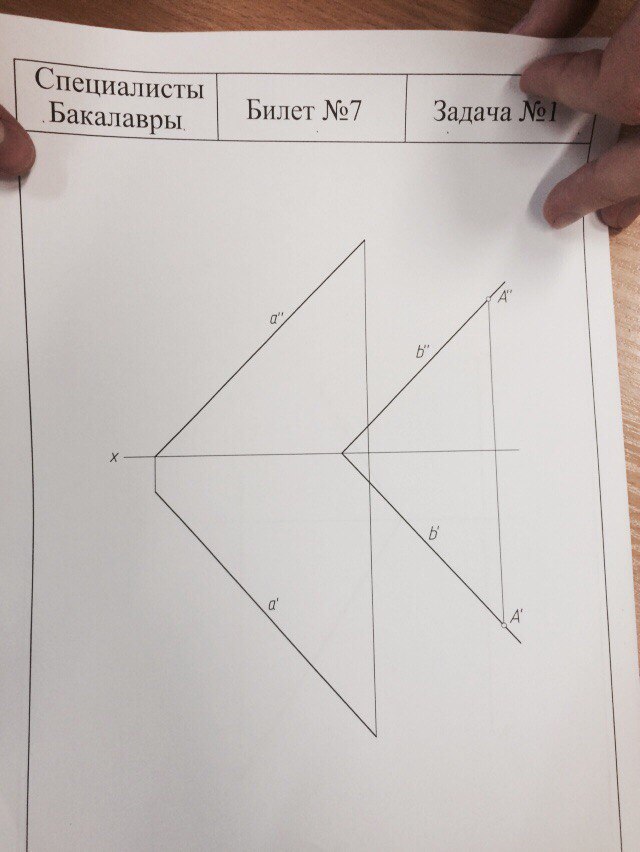 Специалисты
Бакалавры
Билет №7
Задача №1
a"
A"
b"
x
b'
a'
A'